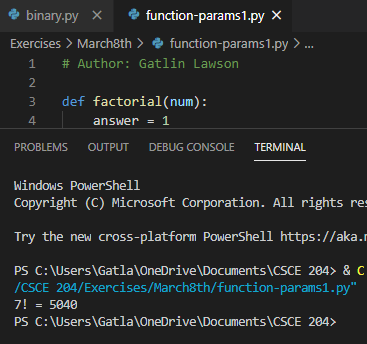 binary.py function-params1.py ×
Exercises > March8th > function-params1.py > ...
1 # Author: Gatlin Lawson
2
3 def factorial(num):
4 answer = 1
PROBLEMS OUTPUT DEBUG CONSOLE TERMINAL
Windows PowerShell
Copyright (C) Microsoft Corporation. All rights res
Try the new cross-platform PowerShell https://aka.
PS C:\Users\Gatla\OneDrive\Documents\CSCE 204> & C
/CSCE 204/Exercises/March8th/function-params1.py"
7! = 5040
PS C:\Users\Gatla\OneDrive\Documents\CSCE 204>